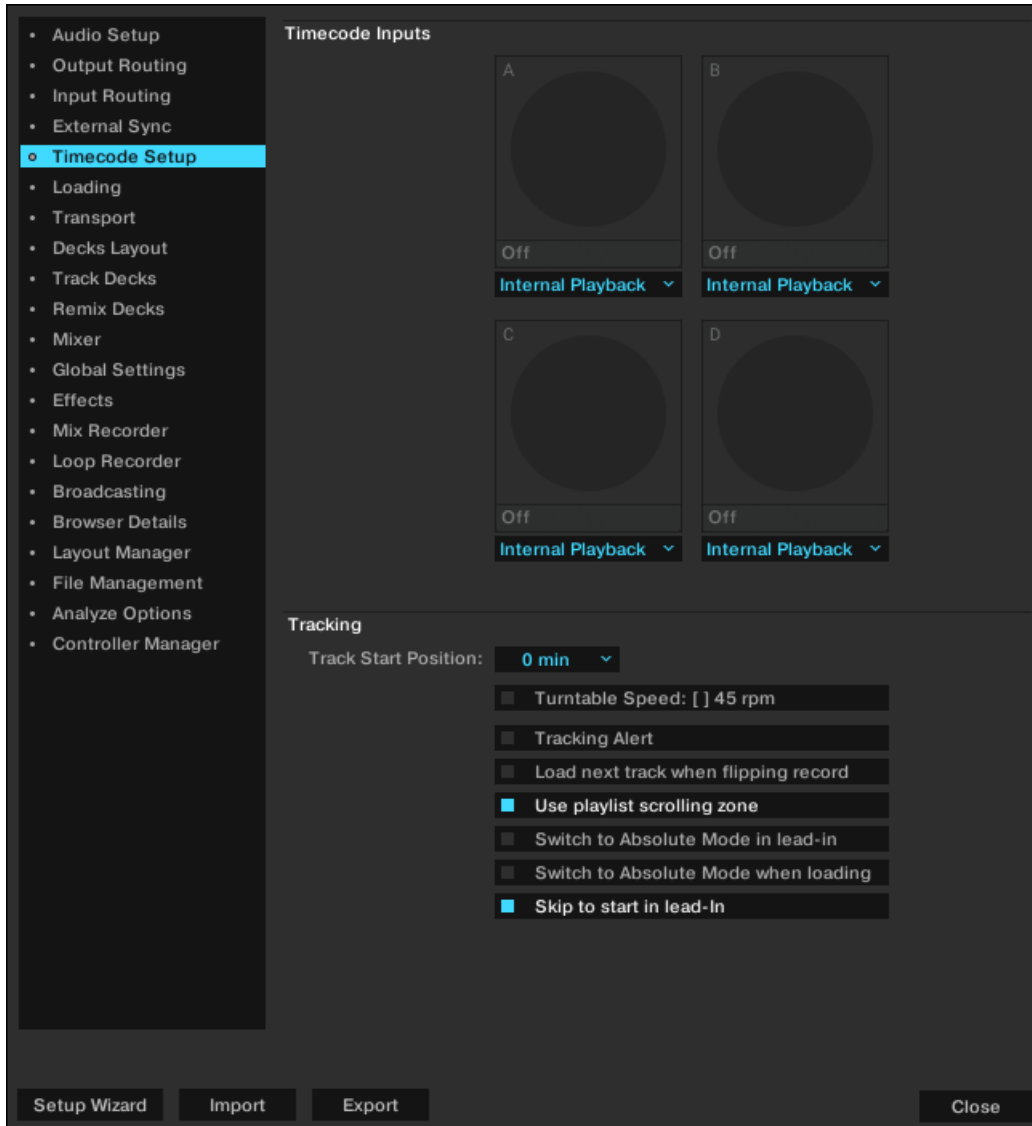 Audio Setup
Output Routing
Input Routing
External Sync
Timecode Setup
Loading
Transport
Decks Layout
Track Decks
Remix Decks
Mixer
Global Settings
Effects
Mix Recorder
Loop Recorder
Broadcasting
Browser Details
Layout Manager
File Management
Analyze Options
Controller Manager
Timecode Inputs
A B
Off Off
Internal Playback Internal Playback
C D
Off Off
Internal Playback Internal Playback
Tracking
Track Start Position: 0 min
Turntable Speed: [ ] 45 rpm
Tracking Alert
Load next track when flipping record
Use playlist scrolling zone
Switch to Absolute Mode in lead-in
Switch to Absolute Mode when loading
Skip to start in lead-In
Setup Wizard Import Export Close